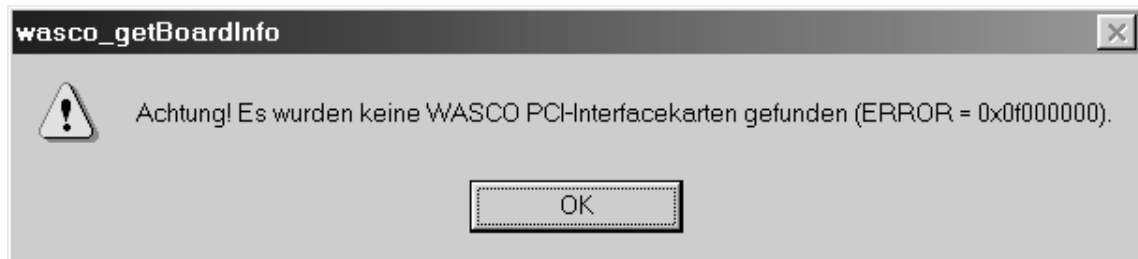 wasco_getBoardInfo
Achtung! Es wurden keine WASCO PCI-Interfacekarten gefunden (ERROR = 0x0f000000).
OK